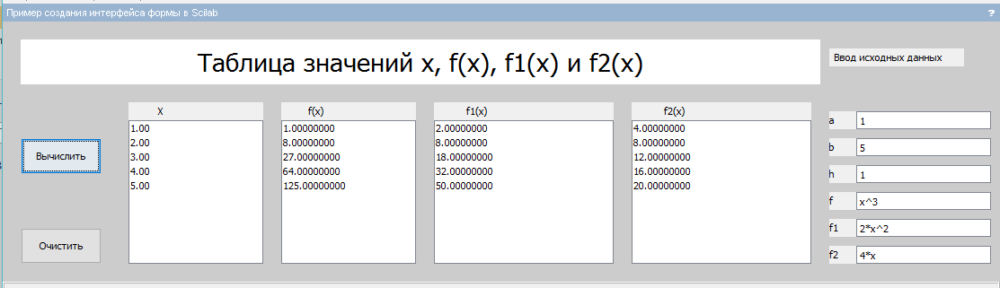 Пример создания интерфейса формы в Scilab ?
Таблица значений x, f(x), f1(x) и f2(x)
Ввод исходных данных
X f(x) f1(x) f2(x)
1.00 1.00000000 2.00000000 4.00000000
2.00 8.00000000 8.00000000 8.00000000
3.00 27.00000000 18.00000000 12.00000000
4.00 64.00000000 32.00000000 16.00000000
5.00 125.00000000 50.00000000 20.00000000
Вычислить
Очистить
a 1
b 5
h 1
f x^3
f1 2*x^2
f2 4*x